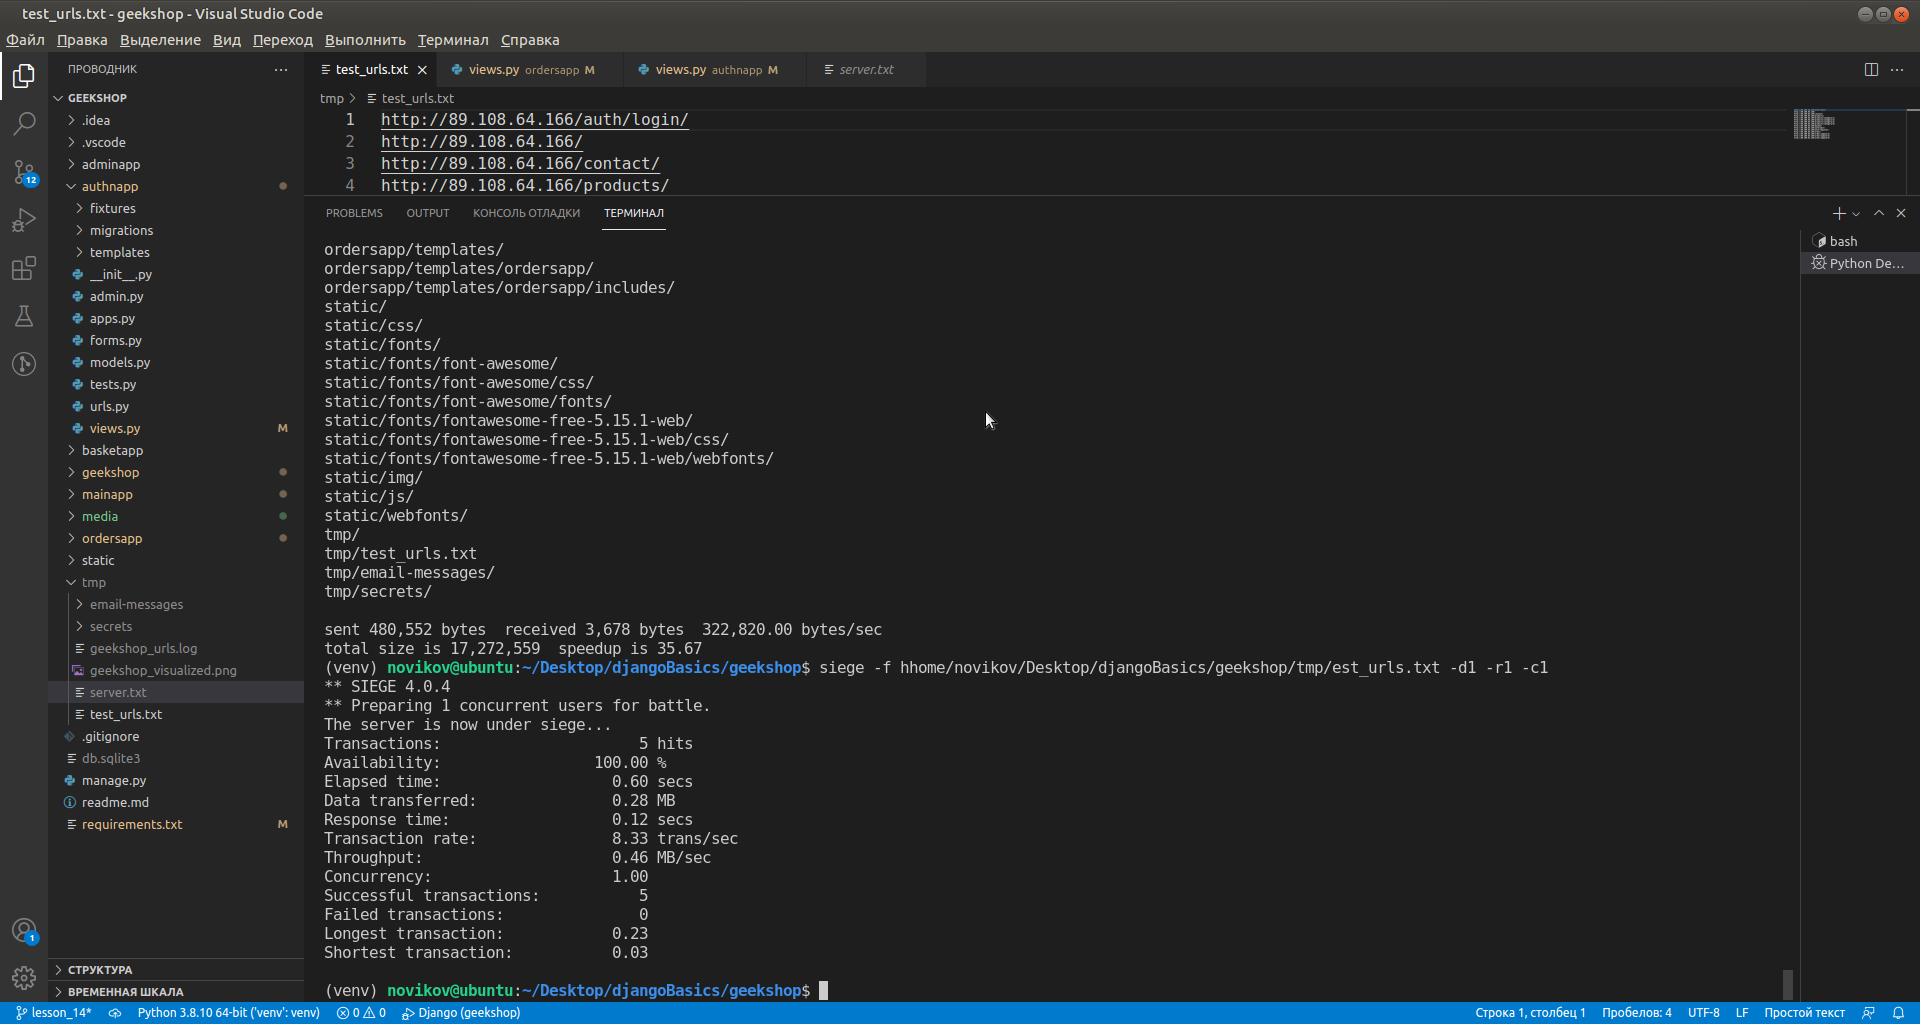 test_urls.txt - geekshop - Visual Studio Code
Файл Правка Выделение Вид Переход Выполнить Терминал Справка
ПРОВОДНИК
GEEKSHOP
.idea
.vscode
adminapp
authnapp
fixtures
migrations
templates
__init__.py
admin.py
apps.py
forms.py
models.py
tests.py
urls.py
views.py M
basketapp
geekshop
mainapp
media
ordersapp
static
tmp
email-messages
secrets
geekshop_urls.log
geekshop_visualized.png
server.txt
test_urls.txt
.gitignore
db.sqlite3
manage.py
readme.md
requirements.txt M
СТРУКТУРА
ВРЕМЕННАЯ ШКАЛА
12
1
test_urls.txt views.py ordersapp M views.py authnapp M server.txt
tmp > test_urls.txt
1 http://89.108.64.166/auth/login/
2 http://89.108.64.166/
3 http://89.108.64.166/contact/
4 http://89.108.64.166/products/
PROBLEMS OUTPUT КОНСОЛЬ ОТЛАДКИ ТЕРМИНАЛ
ordersapp/templates/
ordersapp/templates/ordersapp/
ordersapp/templates/ordersapp/includes/
static/
static/css/
static/fonts/
static/fonts/font-awesome/
static/fonts/font-awesome/css/
static/fonts/font-awesome/fonts/
static/fonts/fontawesome-free-5.15.1-web/
static/fonts/fontawesome-free-5.15.1-web/css/
static/fonts/fontawesome-free-5.15.1-web/webfonts/
static/img/
static/js/
static/webfonts/
tmp/
tmp/test_urls.txt
tmp/email-messages/
tmp/secrets/
sent 480,552 bytes  received 3,678 bytes  322,820.00 bytes/sec
total size is 17,272,559  speedup is 35.67
(venv) novikov@ubuntu:~/Desktop/djangoBasics/geekshop$ siege -f hhome/novikov/Desktop/djangoBasics/geekshop/tmp/est_urls.txt -d1 -r1 -c1
** SIEGE 4.0.4
** Preparing 1 concurrent users for battle.
The server is now under siege...
Transactions: 5 hits
Availability: 100.00 %
Elapsed time: 0.60 secs
Data transferred: 0.28 MB
Response time: 0.12 secs
Transaction rate: 8.33 trans/sec
Throughput: 0.46 MB/sec
Concurrency: 1.00
Successful transactions: 5
Failed transactions: 0
Longest transaction: 0.23
Shortest transaction: 0.03
(venv) novikov@ubuntu:~/Desktop/djangoBasics/geekshop$
bash
Python De...
lesson_14* Python 3.8.10 64-bit ('venv': venv) 0 0 Django (geekshop) Строка 1, столбец 1 Пробелов: 4 UTF-8 LF Простой текст